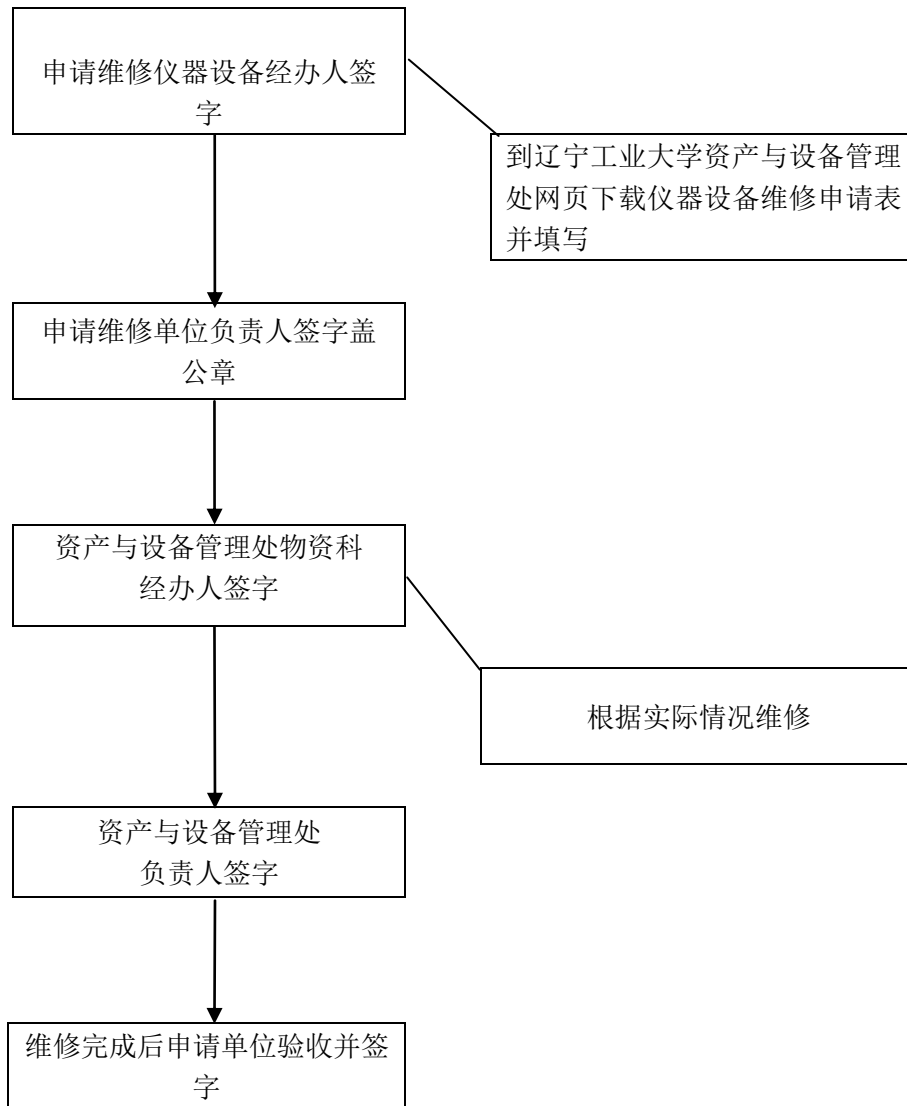 申请维修仪器设备经办人签
字
到辽宁工业大学资产与设备管理
处网页下载仪器设备维修申请表
并填写
申请维修单位负责人签字盖
公章
资产与设备管理处物资科
经办人签字
根据实际情况维修
资产与设备管理处
负责人签字
维修完成后申请单位验收并签
字